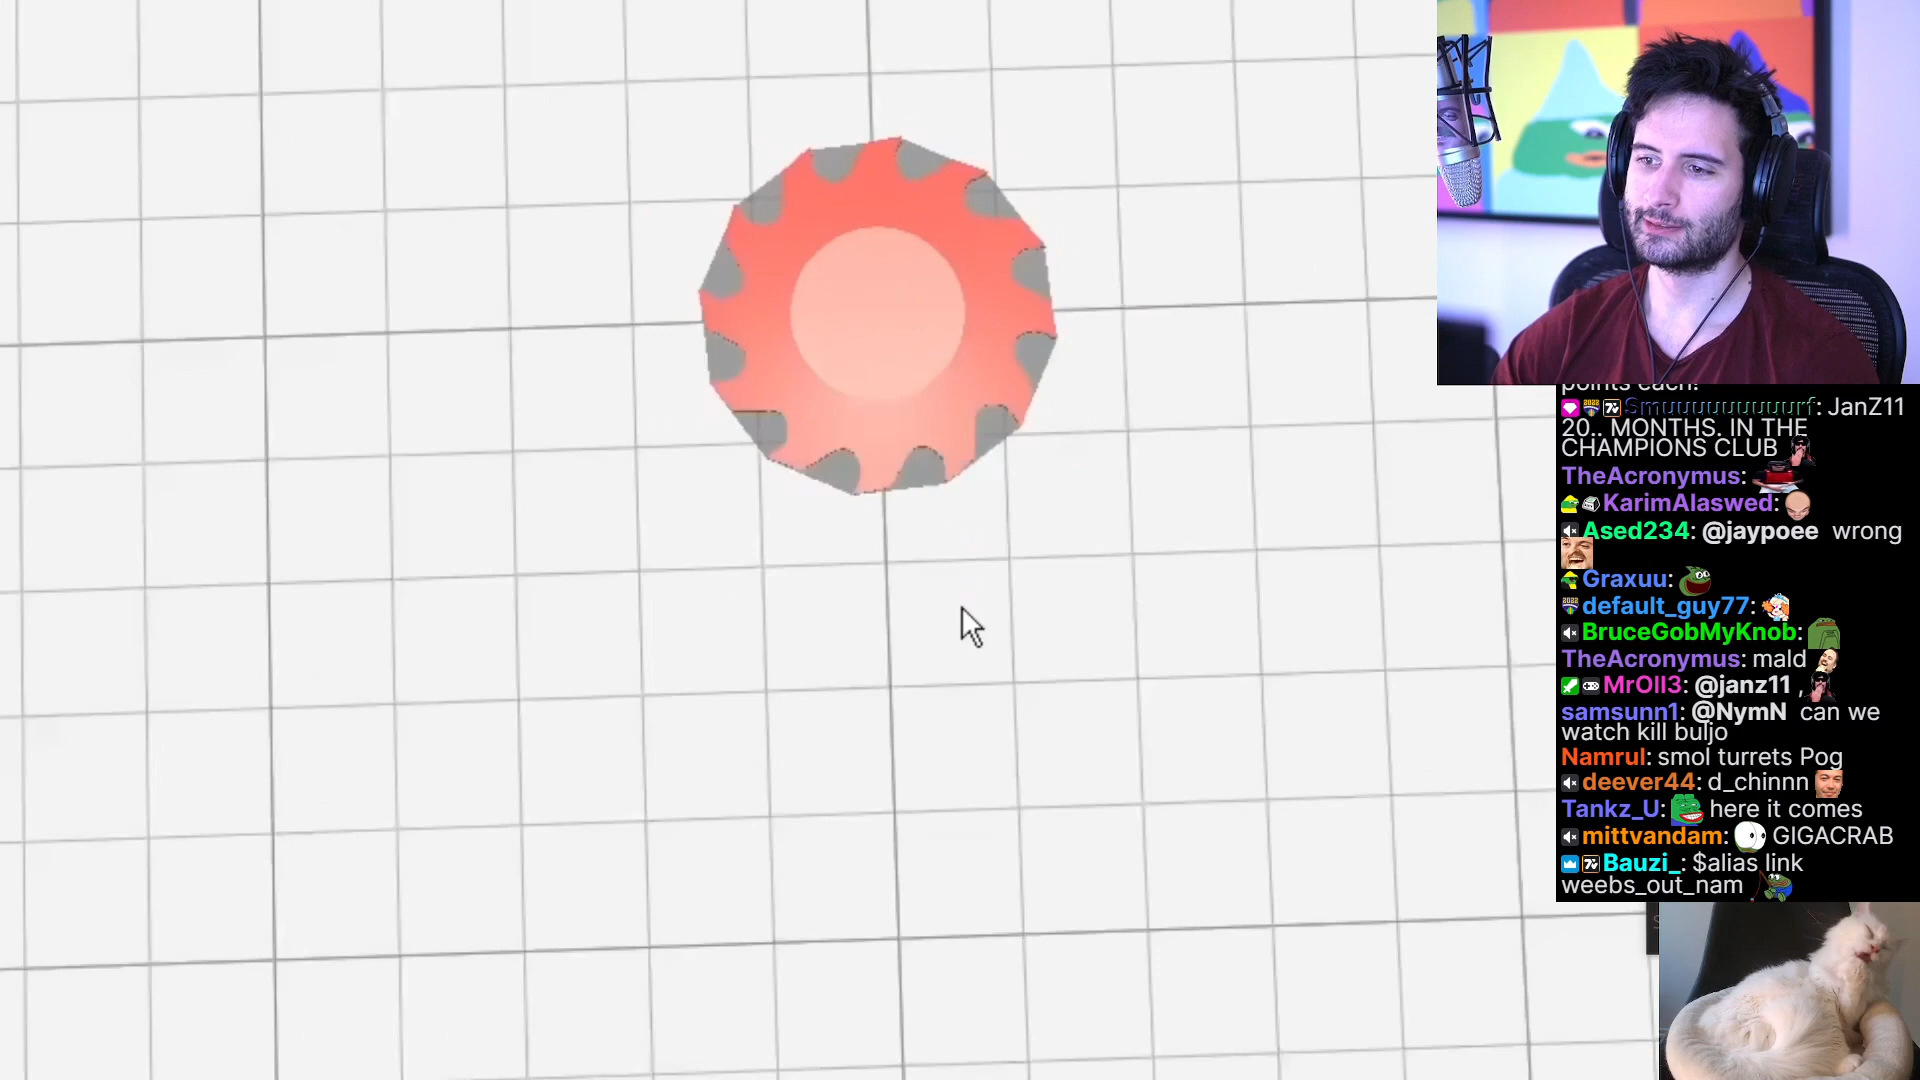 points each!
Smuuuuuuuuurf: JanZ11
20.. MONTHS. IN THE
CHAMPIONS CLUB
TheAcronymus:
KarimAlaswed:
Ased234: @jaypoee wrong
Graxuu:
default_guy77:
BruceGobMyKnob:
TheAcronymus: mald
MrOll3: @janz11 ,
samsunn1: @NymN can we
watch kill buljo
Namrul: smol turrets Pog
deever44: d_chinnn
Tankz_U: here it comes
mittvandam: GIGACRAB
Bauzi_: $alias link
weebs_out_nam